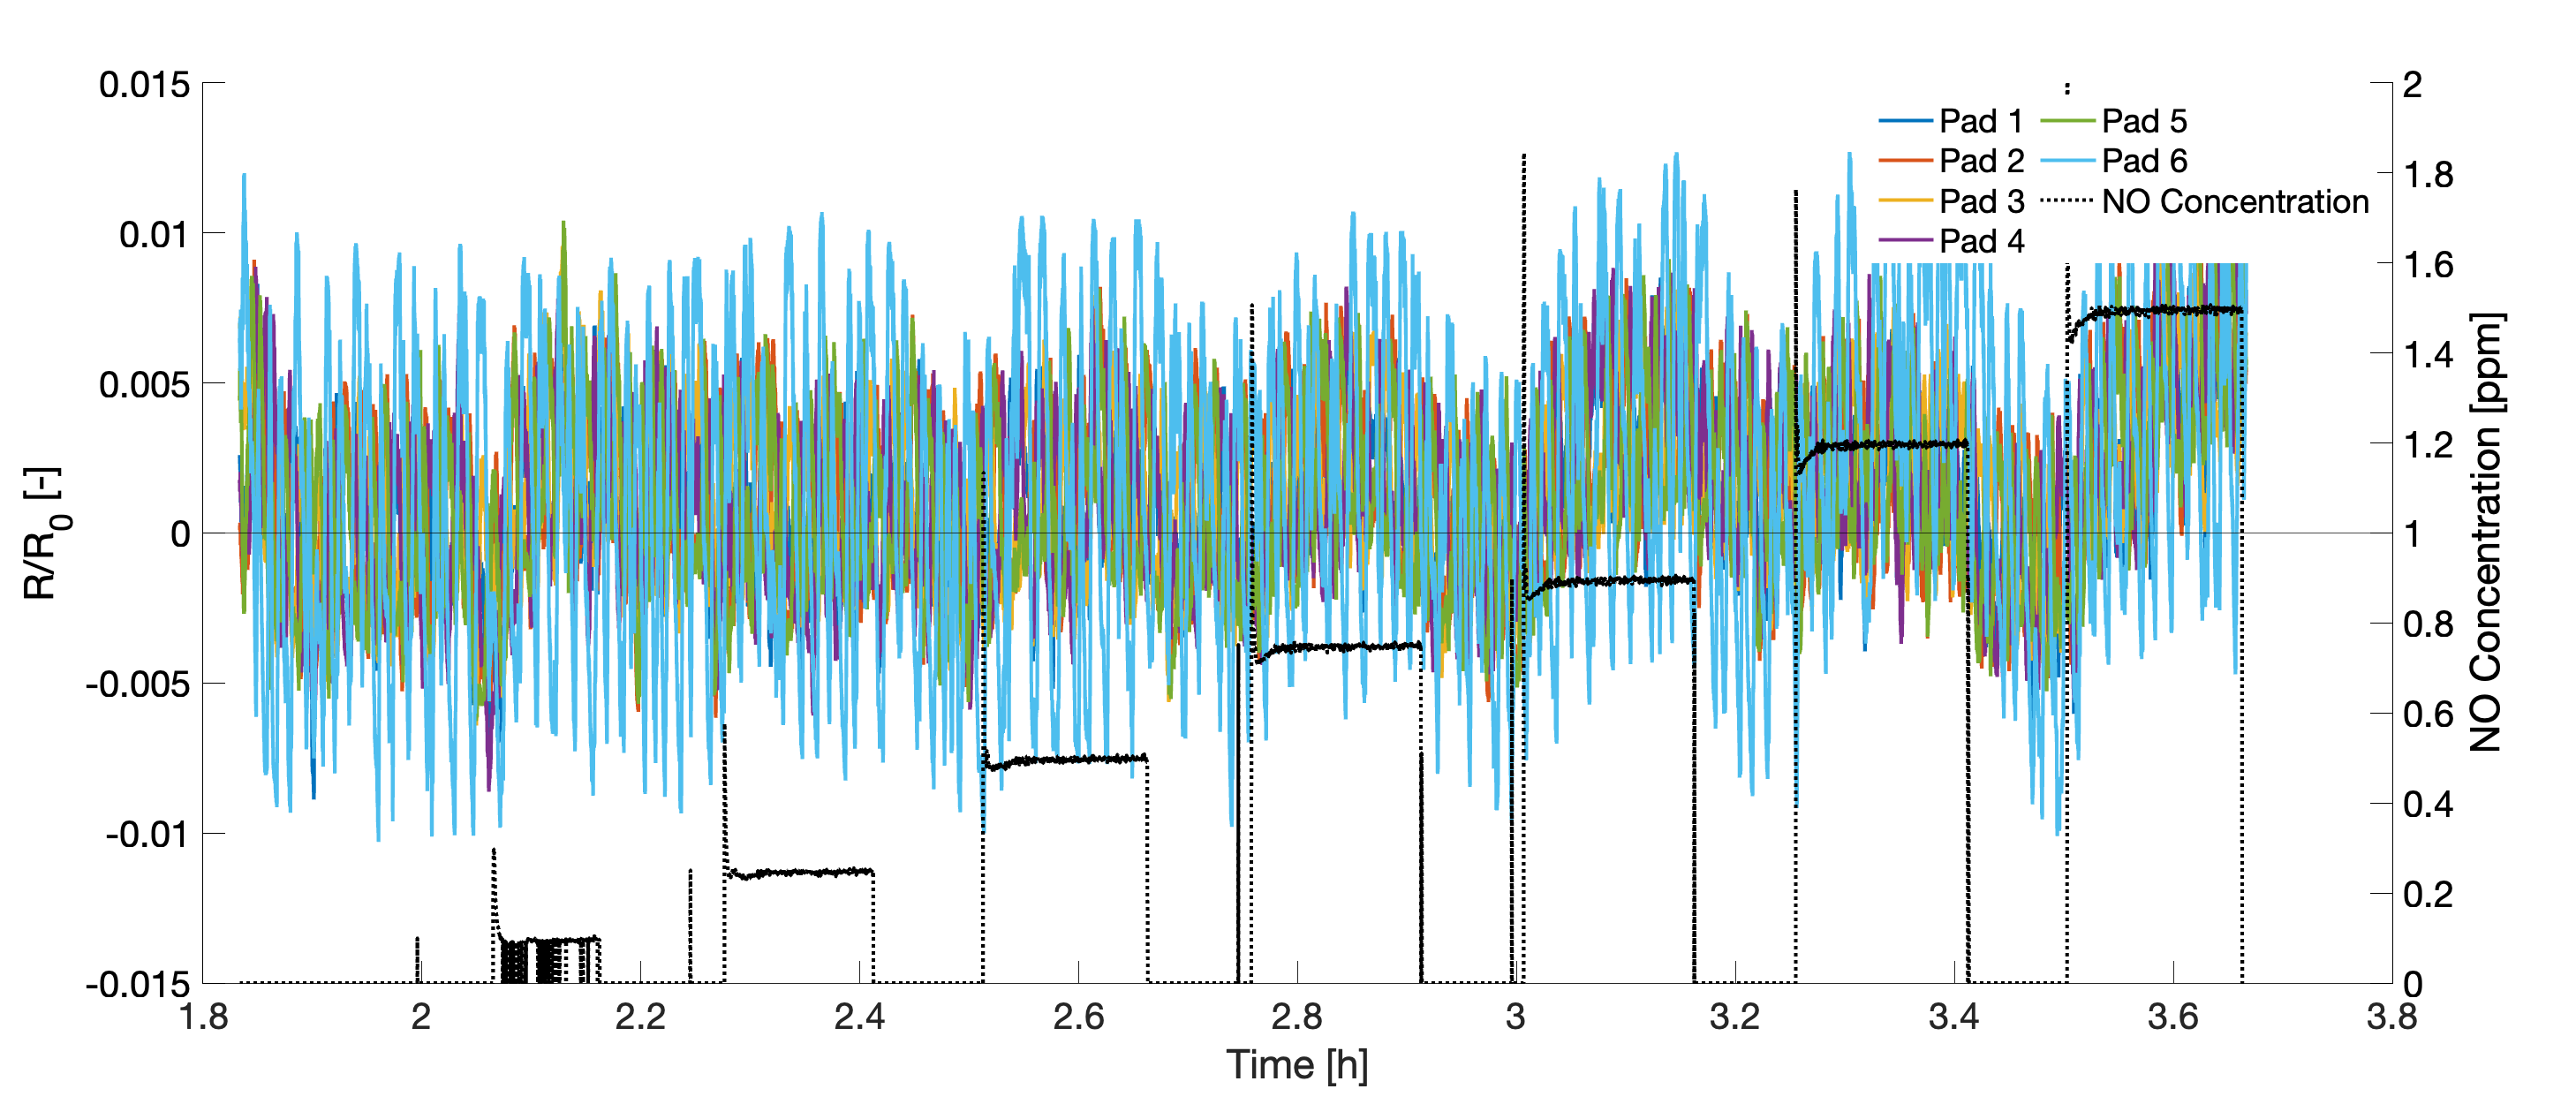 0.015
0.01
0.005
0
-0.005
-0.01
-0.015
R/R0 [-]
Pad 1
Pad 2
Pad 3
Pad 4
Pad 5
Pad 6
NO Concentration
2
1.8
1.6
1.4
1.2
1
0.8
0.6
0.4
0.2
0
NO Concentration [ppm]
1.8 2 2.2 2.4 2.6 2.8 3 3.2 3.4 3.6 3.8
Time [h]